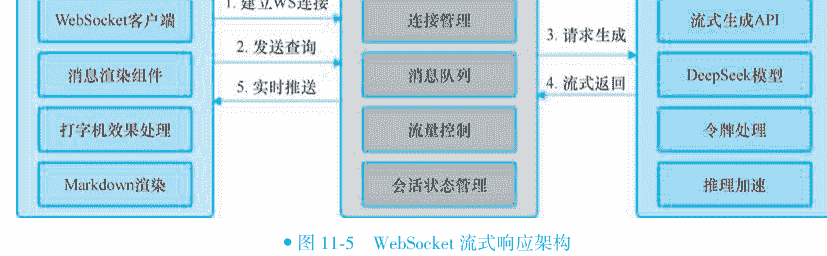 WebSocket客户端
消息渲染组件
打字机效果处理
Markdown渲染
1. 建立WS连接
2. 发送查询
5. 实时推送
连接管理
消息队列
流量控制
会话状态管理
3. 请求生成
4. 流式返回
流式生成API
DeepSeek模型
令牌处理
推理加速
•图 11-5 WebSocket 流式响应架构